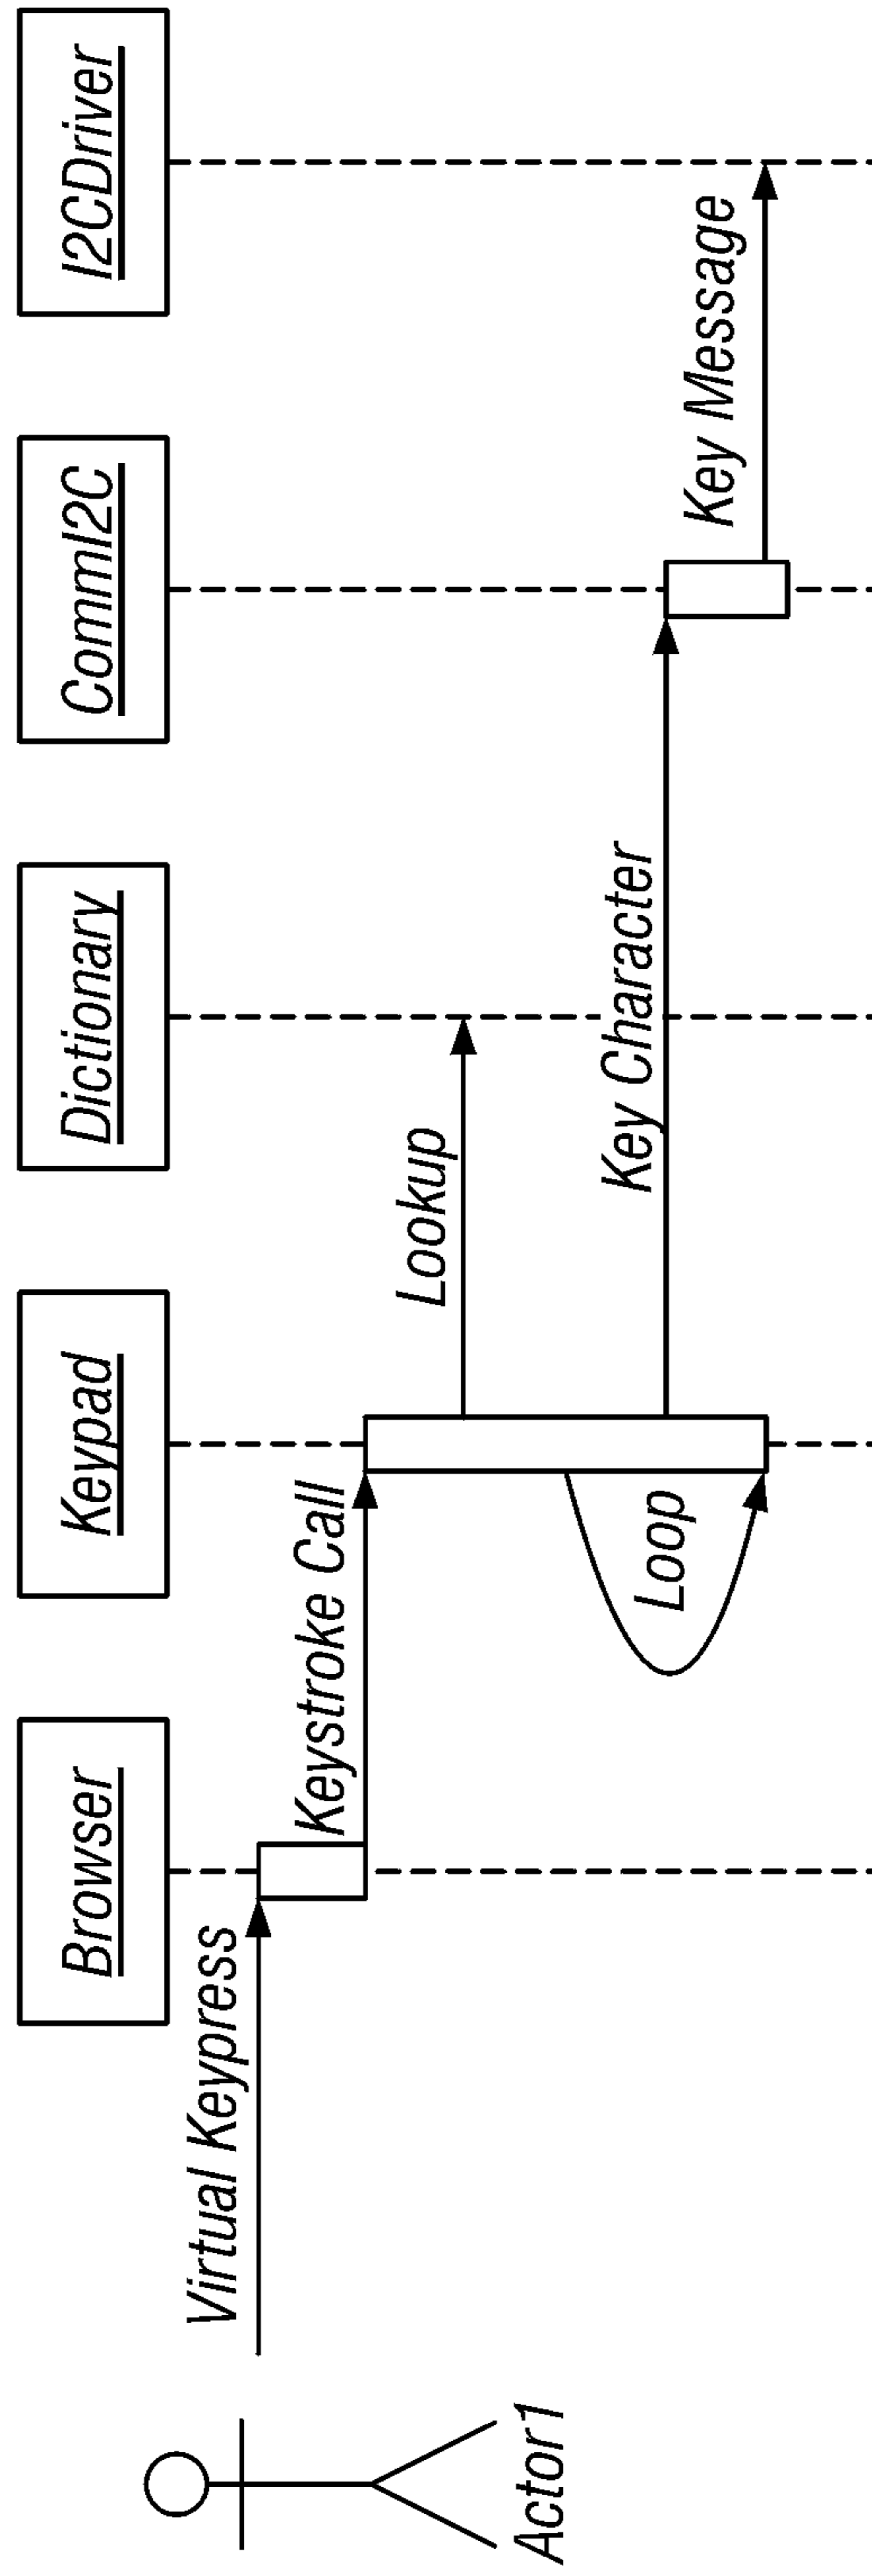 Browser
Keypad
Dictionary
CommI2C
I2CDriver
Virtual Keypress
Keystroke Call
Lookup
Loop
Key Character
Key Message
Actor1